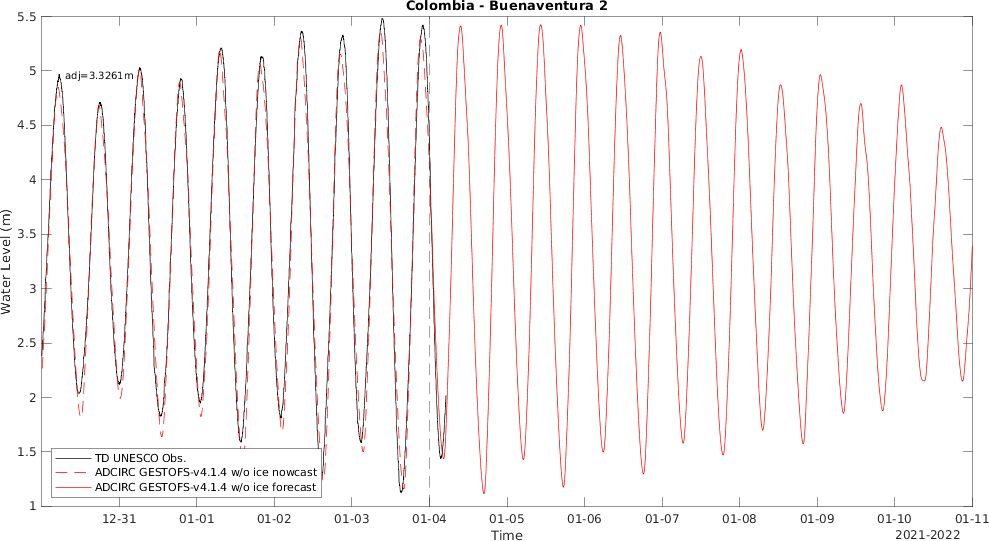 Colombia - Buenaventura 2
adj=3.3261m
Water Level (m)
5.5
5
4.5
4
3.5
3
2.5
2
1.5
1
TD UNESCO Obs.
ADCIRC GESTOFS-v4.1.4 w/o ice nowcast
ADCIRC GESTOFS-v4.1.4 w/o ice forecast
12-31 01-01 01-02 01-03 01-04 01-05 01-06 01-07 01-08 01-09 01-10 01-11
Time
2021-2022